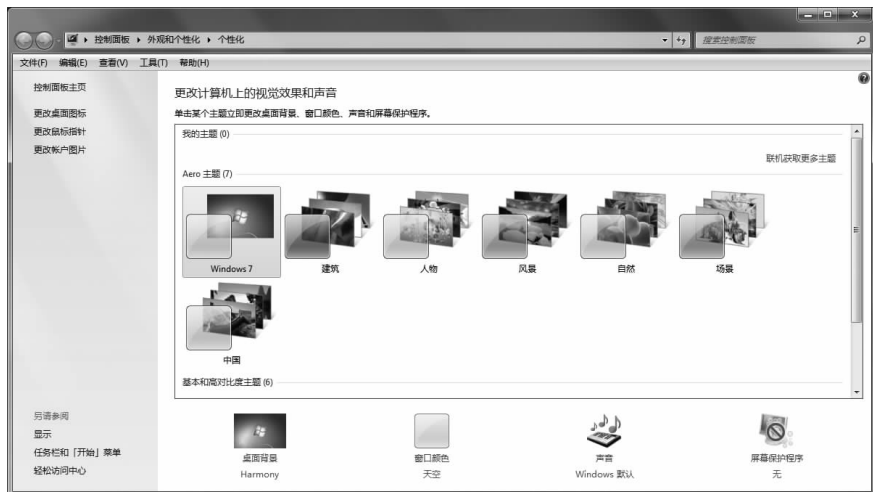 控制面板 ▸ 外观和个性化 ▸ 个性化
搜索控制面板
文件(F) 编辑(E) 查看(V) 工具(T) 帮助(H)
控制面板主页
更改桌面图标
更改鼠标指针
更改帐户图片
更改计算机上的视觉效果和声音
单击某个主题立即更改桌面背景、窗口颜色、声音和屏幕保护程序。
我的主题 (0)
联机获取更多主题
Aero 主题 (7)
Windows 7 建筑 人物 风景 自然 场景
中国
基本和高对比度主题 (6)
另请参阅
显示
任务栏和「开始」菜单
轻松访问中心
桌面背景 窗口颜色 声音 屏幕保护程序
Harmony 天空 Windows 默认 无